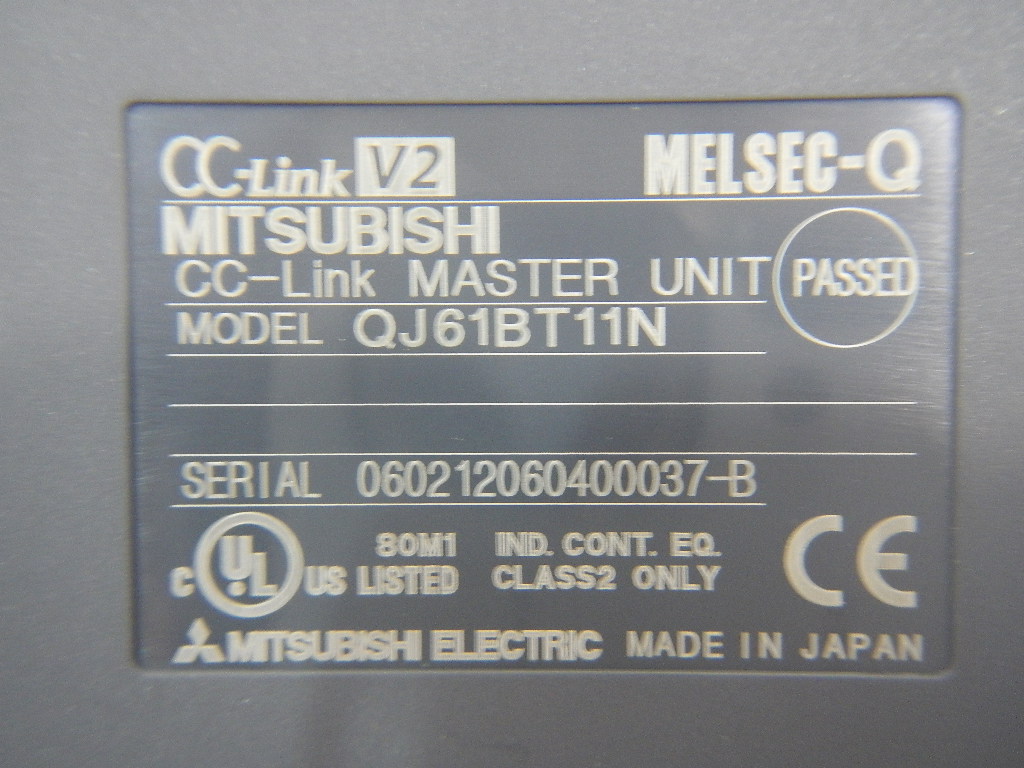 CC-Link V2 MELSEC-Q
MITSUBISHI
CC-Link MASTER UNIT PASSED
MODEL QJ61BT11N
SERIAL 060212060400037-B
C UL US LISTED 80M1 IND. CONT. EQ.
CLASS2 ONLY CE
MITSUBISHI ELECTRIC MADE IN JAPAN